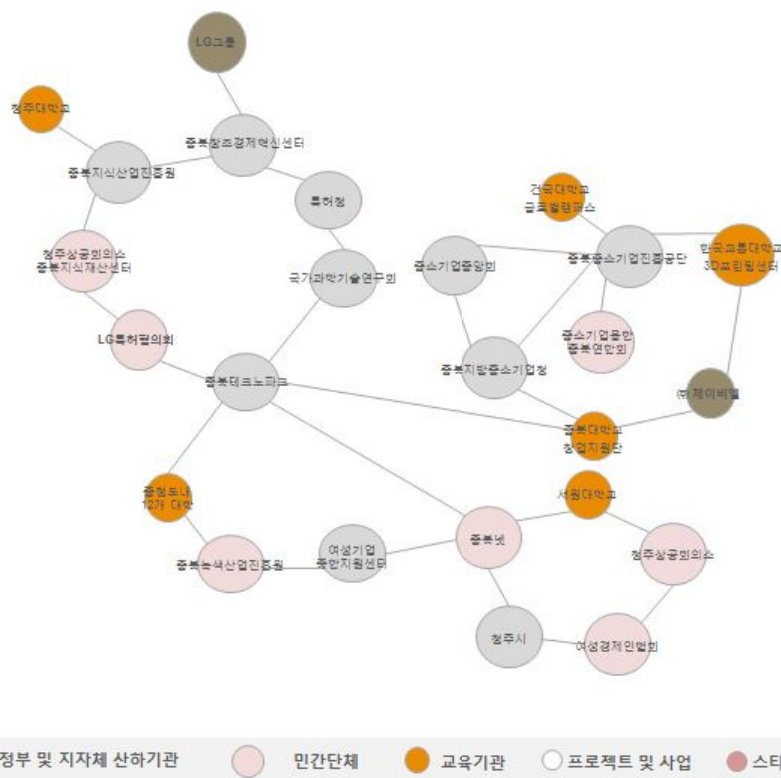 LG그룹
청주대학교
충북창조경제혁신센터
충북지식산업진흥원
특허청
건국대학교
글로벌캠퍼스
청주상공회의소
충북지식재산센터
국가과학기술연구회
중소기업중앙회
충북중소기업진흥공단
한국교통대학교
3D프린팅센터
LG특허협의회
중소기업융합
충북연합회
충북테크노파크
충북지방중소기업청
㈜제이비엘
충북대학교
창업지원단
충청도내
12개 대학
서원대학교
충북녹색산업진흥원
여성기업
종합지원센터
충북넷
청주상공회의소
청주시
여성경제인협회
정부 및 지자체 산하기관
민간단체
교육기관
프로젝트 및 사업